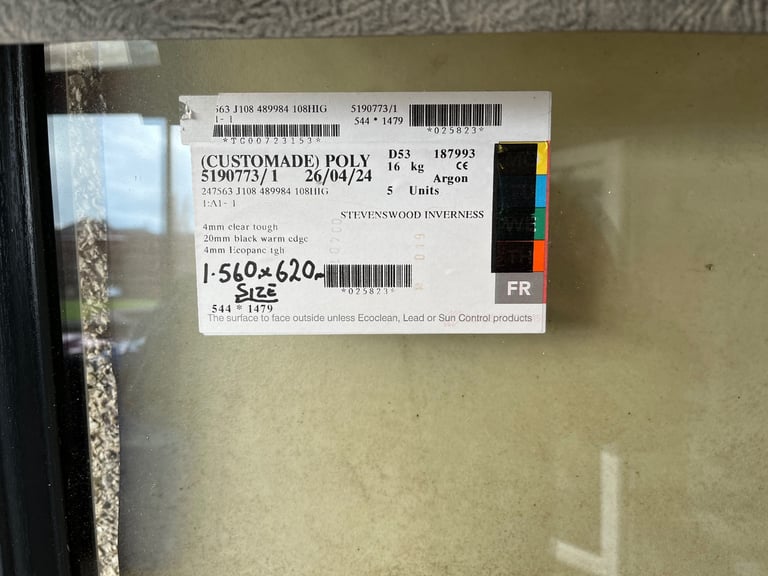 563 J108 489984 108HIG 5190773/1
1- 1 544 * 1479
*TG00723153* *025823*
(CUSTOMADE) POLY D53 187993
5190773/1 26/04/24 16 kg CE
Argon
247563 J108 489984 108HIG 5 Units
1:A1- 1
STEVENSWOOD INVERNESS
4mm clear tough
20mm black warm edge
4mm Ecopane tgh
1.560 x 620
SIZE
*025823*
544 * 1479
FR
The surface to face outside unless Ecoclean, Lead or Sun Control products